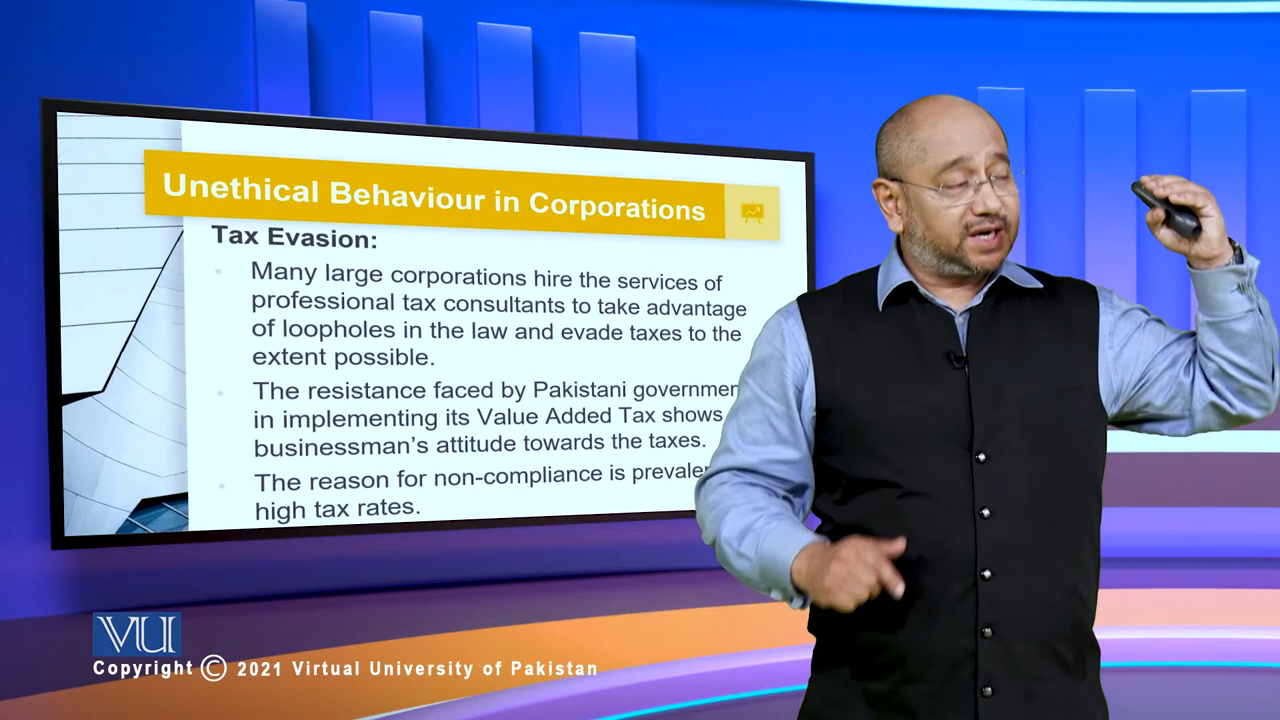 Unethical Behaviour in Corporations
Tax Evasion:
Many large corporations hire the services of
professional tax consultants to take advantage
of loopholes in the law and evade taxes to the
extent possible.
The resistance faced by Pakistani
in implementing its Value Added Tax shows
businessman's attitude towards the taxes.
The reason for non-compliance is
high tax rates.
VU
Copyright © 2021 Virtual University of Pakistan